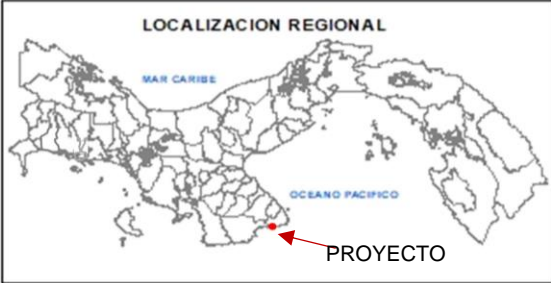 LOCALIZACION REGIONAL
MAR CARIBE
OCEANO PACIFICO
PROYECTO